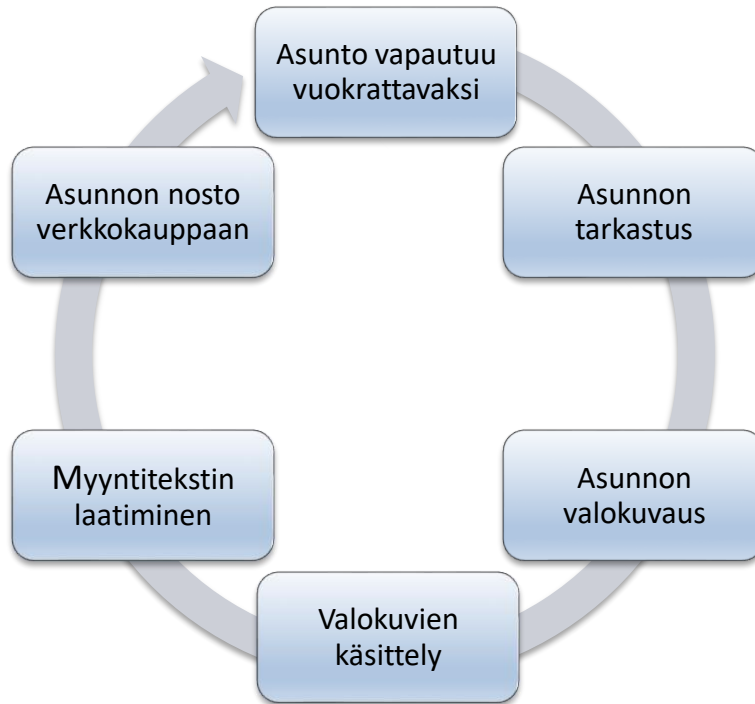 Asunto vapautuu
vuokrattavaksi
Asunnon
tarkastus
Asunnon
valokuvaus
Valokuvien
käsittely
Myyntitekstin
laatiminen
Asunnon nosto
verkkokauppaan